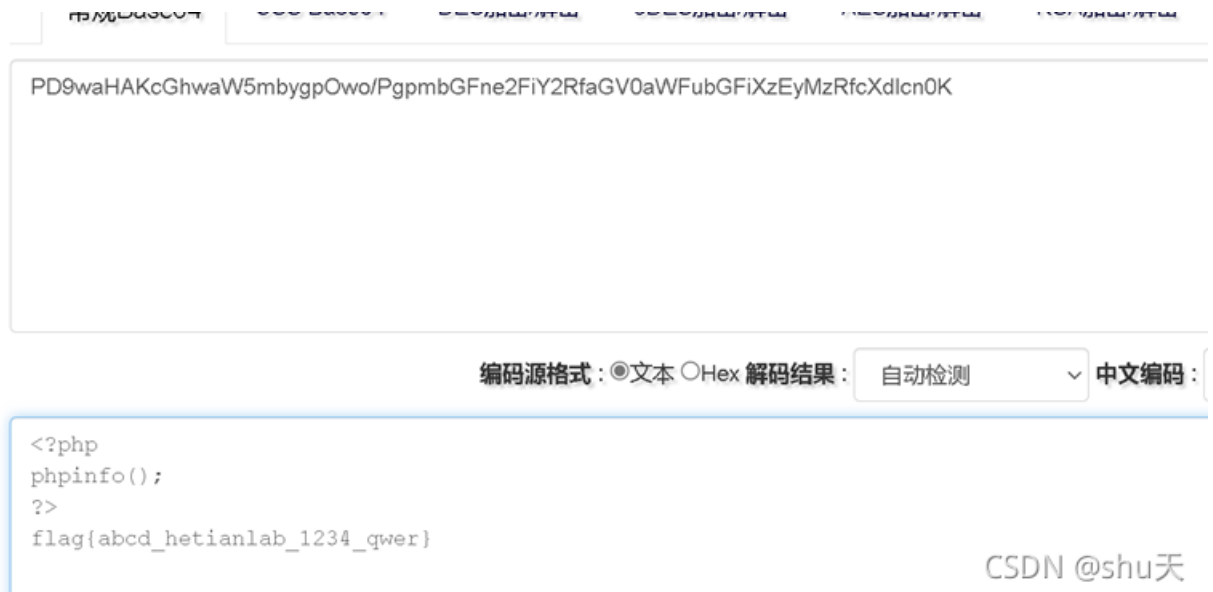 PD9waHAKcGhwaW5mbygpOwo/PgpmbGFne2FiY2RfaGV0aWFubGFiXzEyMzRfcXdlcn0K
编码源格式 : 文本 Hex 解码结果 : 自动检测 中文编码 :
<?php
phpinfo();
?>
flag{abcd_hetianlab_1234_qwer}
CSDN @shu天